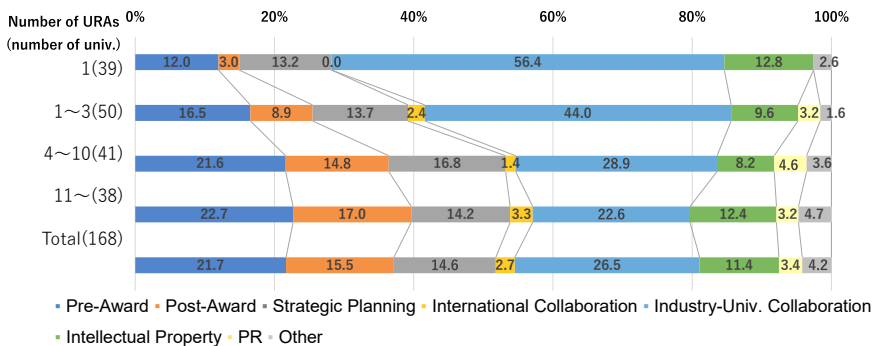 Number of URAs
(number of univ.)
0% 20% 40% 60% 80% 100%
1(39)
12.0 3.0 13.2 0.0 56.4 12.8 2.6
1～3(50)
16.5 8.9 13.7 2.4 44.0 9.6 3.2 1.6
4～10(41)
21.6 14.8 16.8 1.4 28.9 8.2 4.6 3.6
11～(38)
22.7 17.0 14.2 3.3 22.6 12.4 3.2 4.7
Total(168)
21.7 15.5 14.6 2.7 26.5 11.4 3.4 4.2
Pre-Award Post-Award Strategic Planning International Collaboration Industry-Univ. Collaboration
Intellectual Property PR Other